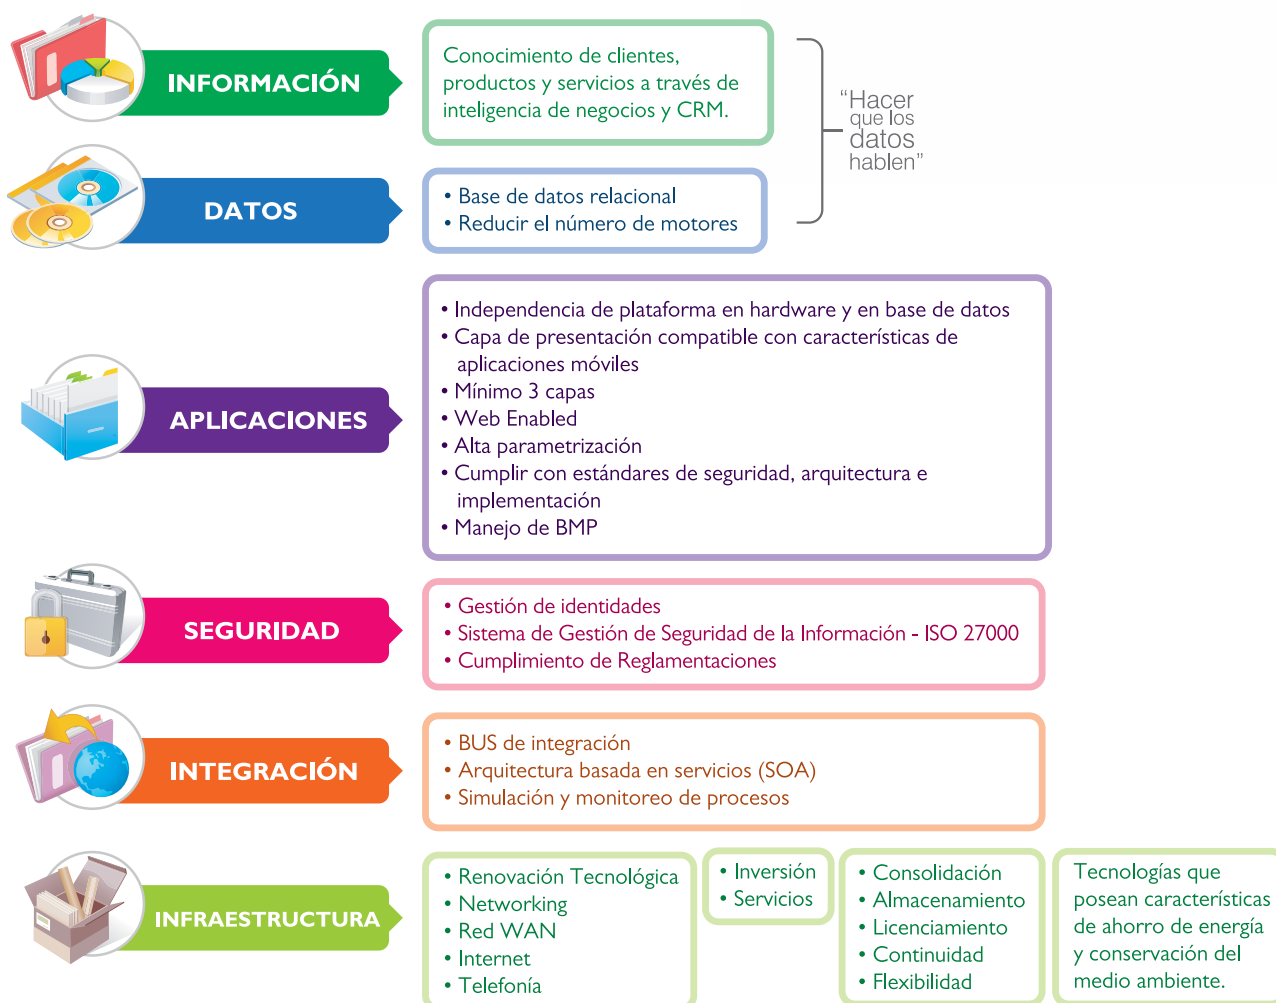 INFORMACIÓN
Conocimiento de clientes,
productos y servicios a través de
inteligencia de negocios y CRM.
“Hacer
que los
datos
hablen”
DATOS
• Base de datos relacional
• Reducir el número de motores
APLICACIONES
• Independencia de plataforma en hardware y en base de datos
• Capa de presentación compatible con características de
aplicaciones móviles
• Mínimo 3 capas
• Web Enabled
• Alta parametrización
• Cumplir con estándares de seguridad, arquitectura e
implementación
• Manejo de BMP
SEGURIDAD
• Gestión de identidades
• Sistema de Gestión de Seguridad de la Información - ISO 27000
• Cumplimiento de Reglamentaciones
INTEGRACIÓN
• BUS de integración
• Arquitectura basada en servicios (SOA)
• Simulación y monitoreo de procesos
INFRAESTRUCTURA
• Renovación Tecnológica
• Networking
• Red WAN
• Internet
• Telefonía
• Inversión
• Servicios
• Consolidación
• Almacenamiento
• Licenciamiento
• Continuidad
• Flexibilidad
Tecnologías que
posean características
de ahorro de energía
y conservación del
medio ambiente.